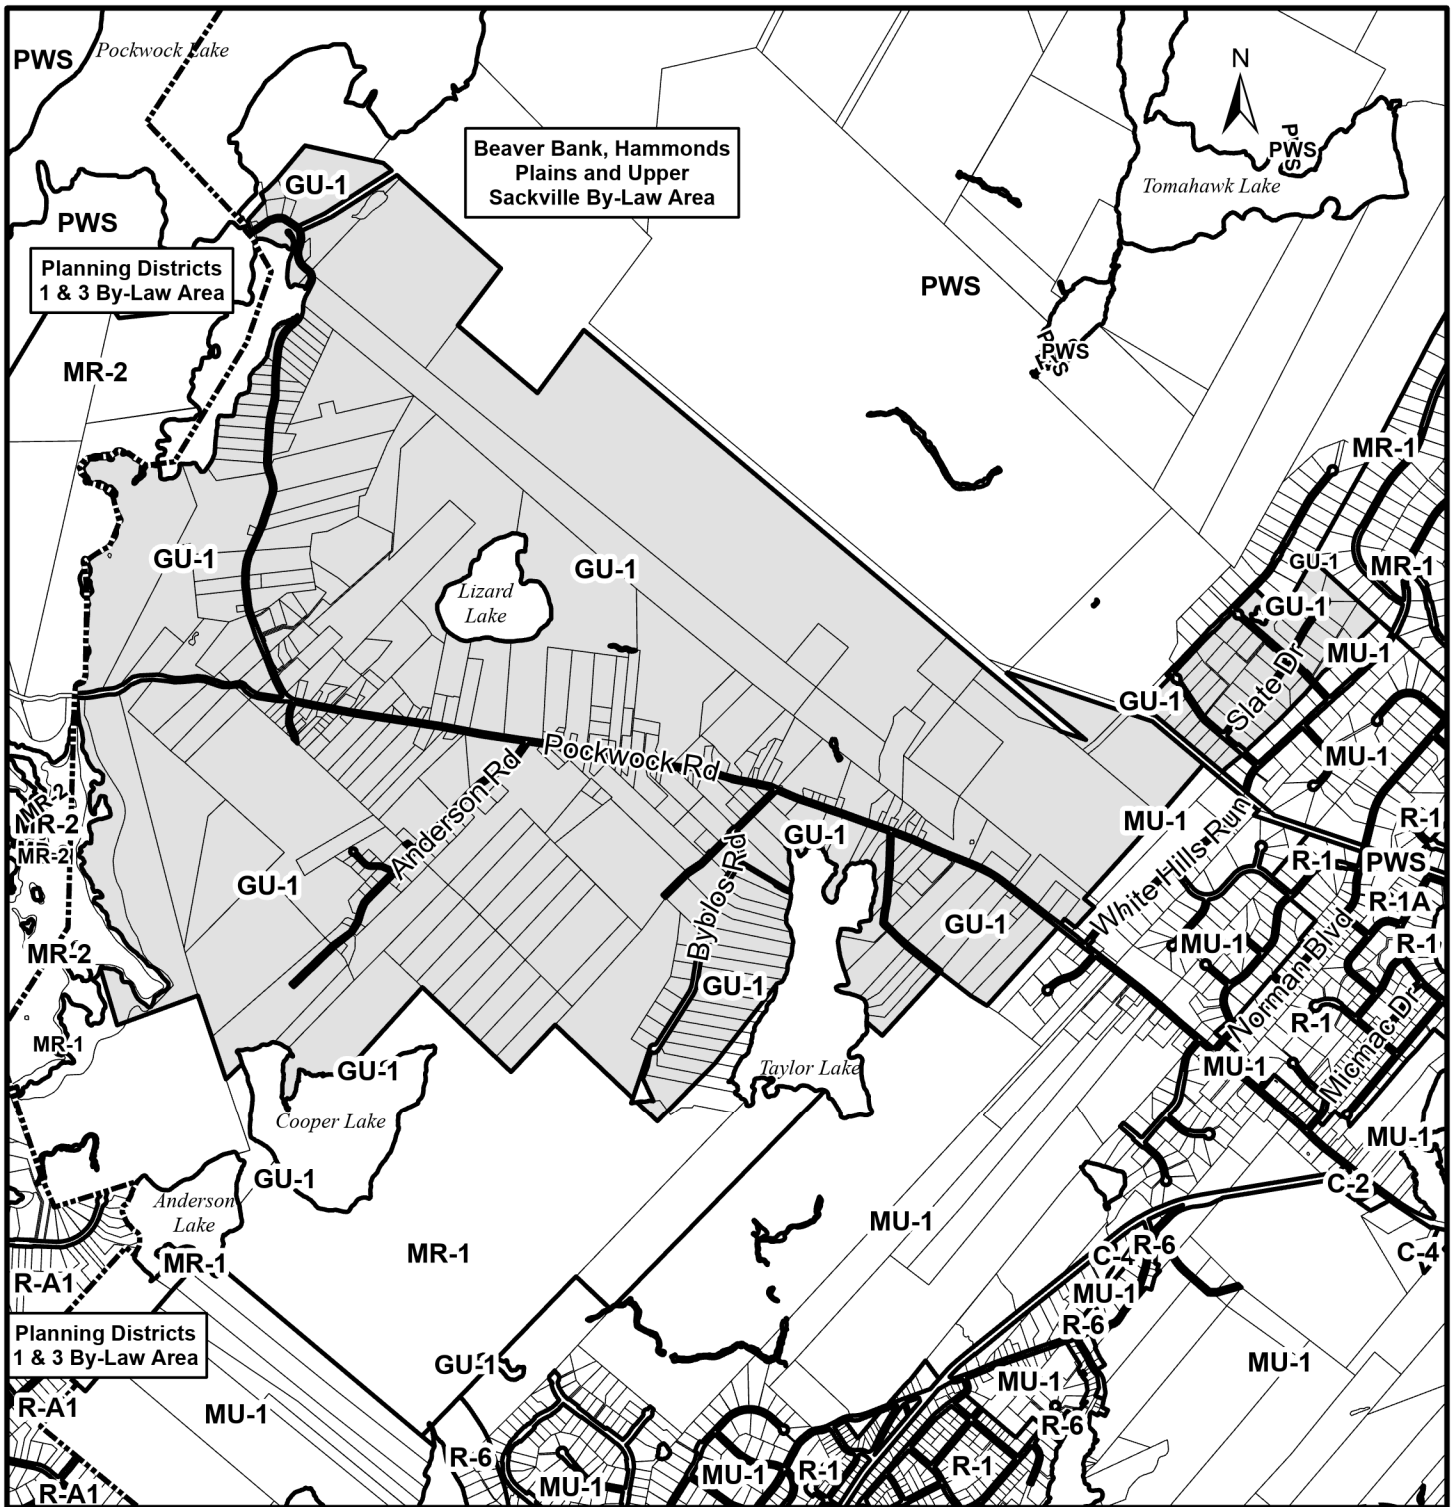 PWS
Pockwock Lake
N
PWS
PWS
Tomahawk Lake
Beaver Bank, Hammonds
Plains and Upper
Sackville By-Law Area
GU-1
PWS
Planning Districts
1 & 3 By-Law Area
PWS
PWS
PWS
MR-2
MR-1
GU-1
GU-1
GU-1
MR-1
Lizard
Lake
GU-1
MU-1
GU-1
Slate Dr
Pockwock Rd
MU-1
Anderson Rd
MR-2
MR-2
MR-2
MU-1
White Hills Run
R-1
GU-1
Byblos Rd
R-1
PWS
GU-1
R-1A
GU-1
MU-1
Norman Blvd
R-1
MR-2
GU-1
R-1
Micmac Dr
MR-1
GU-1
Taylor Lake
MU-1
Cooper Lake
MU-1
GU-1
C-2
Anderson
Lake
MU-1
MR-1
MR-1
C-4
R-6
C-4
R-A1
MU-1
R-6
Planning Districts
1 & 3 By-Law Area
GU-1
MU-1
MU-1
R-A1
MU-1
R-6
R-6
MU-1
MU-1
R-1
R-1
R-A1